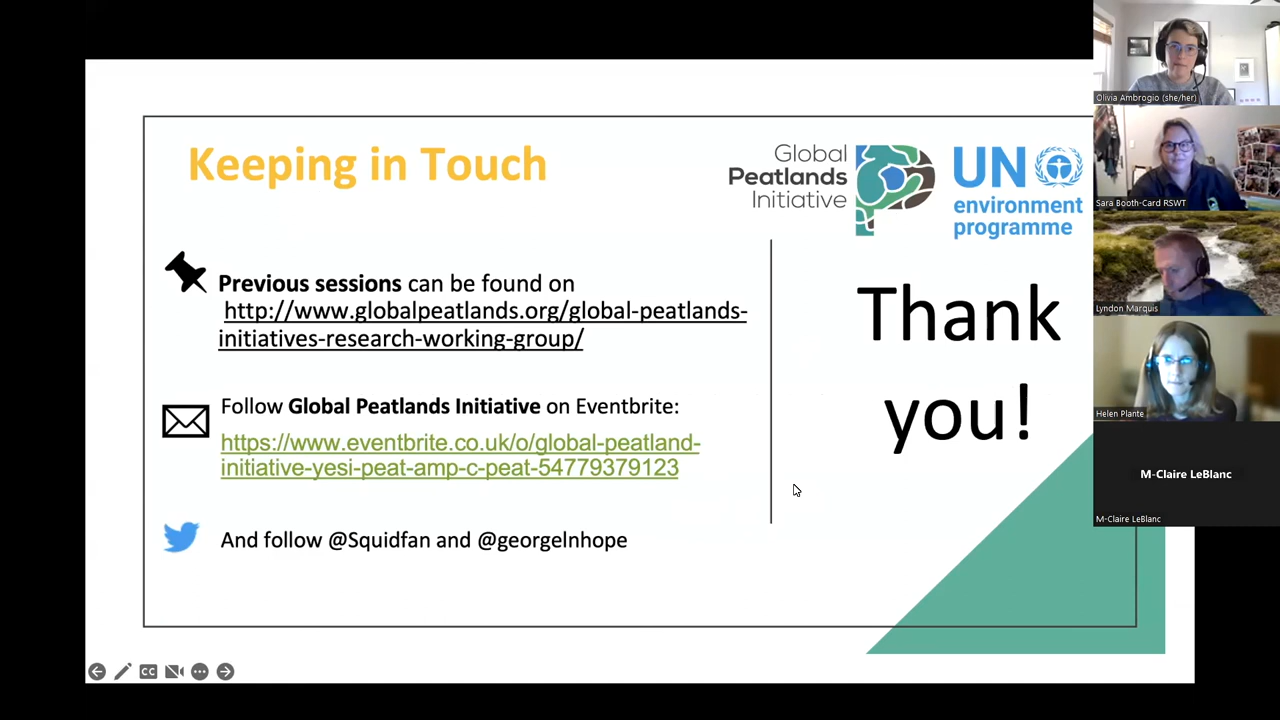 Keeping in Touch
Global
Peatlands
Initiative
UN
environment
programme
Previous sessions can be found on
http://www.globalpeatlands.org/global-peatlands-
initiatives-research-working-group/
Follow Global Peatlands Initiative on Eventbrite:
https://www.eventbrite.co.uk/o/global-peatland-
initiative-yesi-peat-amp-c-peat-54779379123
And follow @Squidfan and @georgelnhope
Thank
you!
CC
Olivia Ambrogio (she/her)
Sara Booth-Card RSWT
Lyndon Marquis
Helen Plante
M-Claire LeBlanc
M-Claire LeBlanc